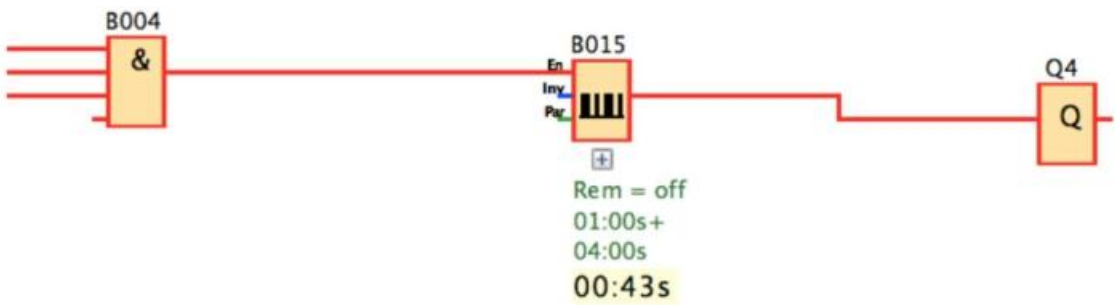 B004
&
B015
En
Inv
Par
Q4
Q
Rem = off
01:00s+
04:00s
00:43s